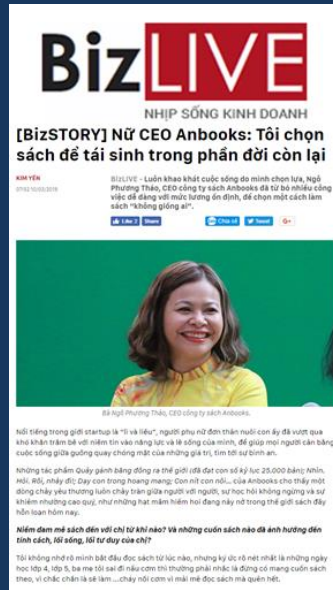 BizLIVE
NHỊP SỐNG KINH DOANH
[BizSTORY] Nữ CEO Anbooks: Tôi chọn
sách để tái sinh trong phần đời còn lại
KIM YẾN
BizLIVE - Luôn khao khát cuộc sống do mình chọn lựa, Ngô
Phương Thảo, CEO công ty sách Anbooks đã từ bỏ nhiều công
việc dễ dàng với mức lương ổn định, để chọn một cách làm
sách "không giống ai".
Like 2 Share
Chia sẻ
Tweet
G+
Bà Ngô Phương Thảo, CEO công ty sách Anbooks.
Nổi tiếng trong giới startup là "lì và liều", người phụ nữ đơn thân nuôi con ấy đã vượt qua
khó khăn trăm bề với niềm tin vào năng lực và lẽ sống của mình, để giúp mọi người cân bằng
cuộc sống giữa guồng quay chóng mặt của những giá trị, tìm tới sự bình an.
Những tác phẩm Quảy gánh băng đồng ra thế giới (đã đạt con số kỷ lục 25.000 bản); Nhìn,
Hỏi, Rồi, nhảy đi; Dạy con trong hoang mang; Con nít con nôi... của Anbooks cho thấy một
dòng chảy yêu thương luôn chảy tràn giữa người với người, sự học hỏi không ngừng và sự
khiêm nhường cao quý, như những hạt mầm hiếm hoi đang nảy nở trong thế giới sách đầy
hỗn loạn hôm nay.
Niềm đam mê sách đến với chị từ khi nào? Và những cuốn sách nào đã ảnh hưởng đến
tính cách, lối sống, lối tư duy của chị?
Tôi không nhớ rõ mình bắt đầu đọc sách từ lúc nào, nhưng ký ức rõ nét nhất là những ngày
học lớp 4, lớp 5, ba mẹ tôi sai đi nấu cơm thì thường phải nhắc là đừng có mang cuốn sách
theo, vì chắc chắn là sẽ làm ....cháy nồi cơm vì mải mê đọc sách mà quên hết.